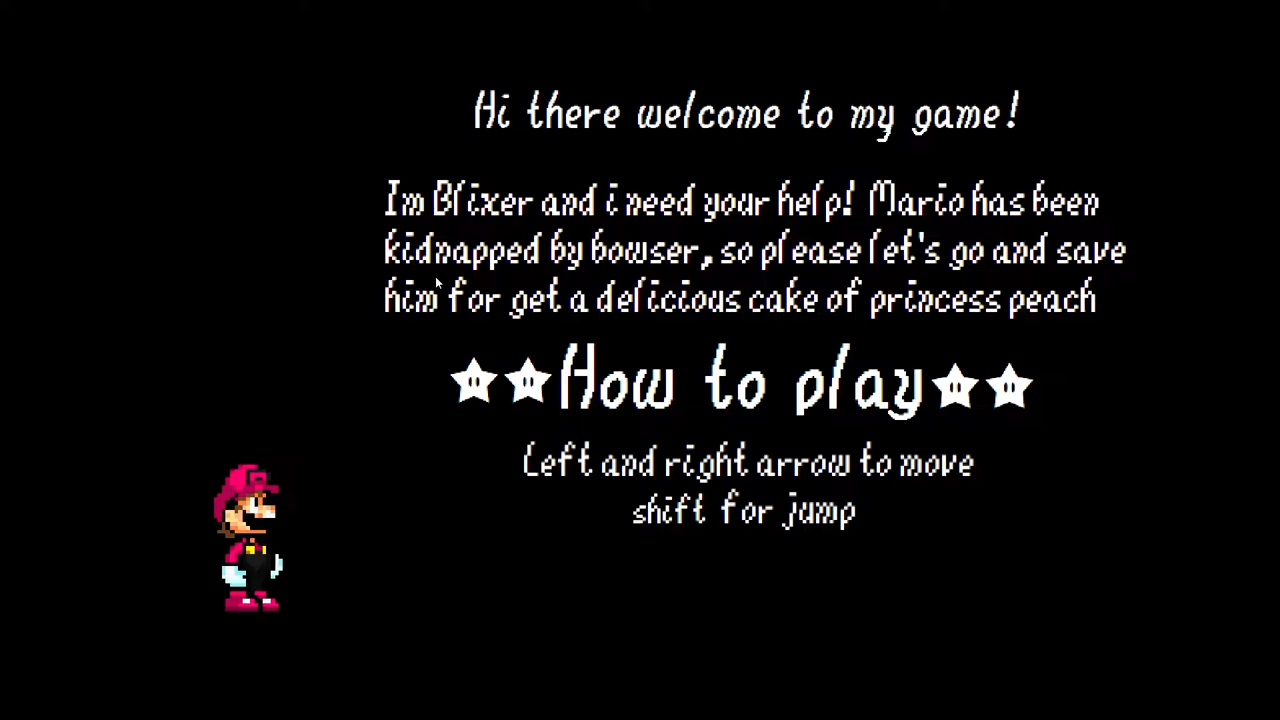 Hi there welcome to my game!
Im Blixer and i need your help! Mario has been
kidnapped by bowser, so please let's go and save
him for get a delicious cake of princess peach
How to play
Left and right arrow to move
shift for jump